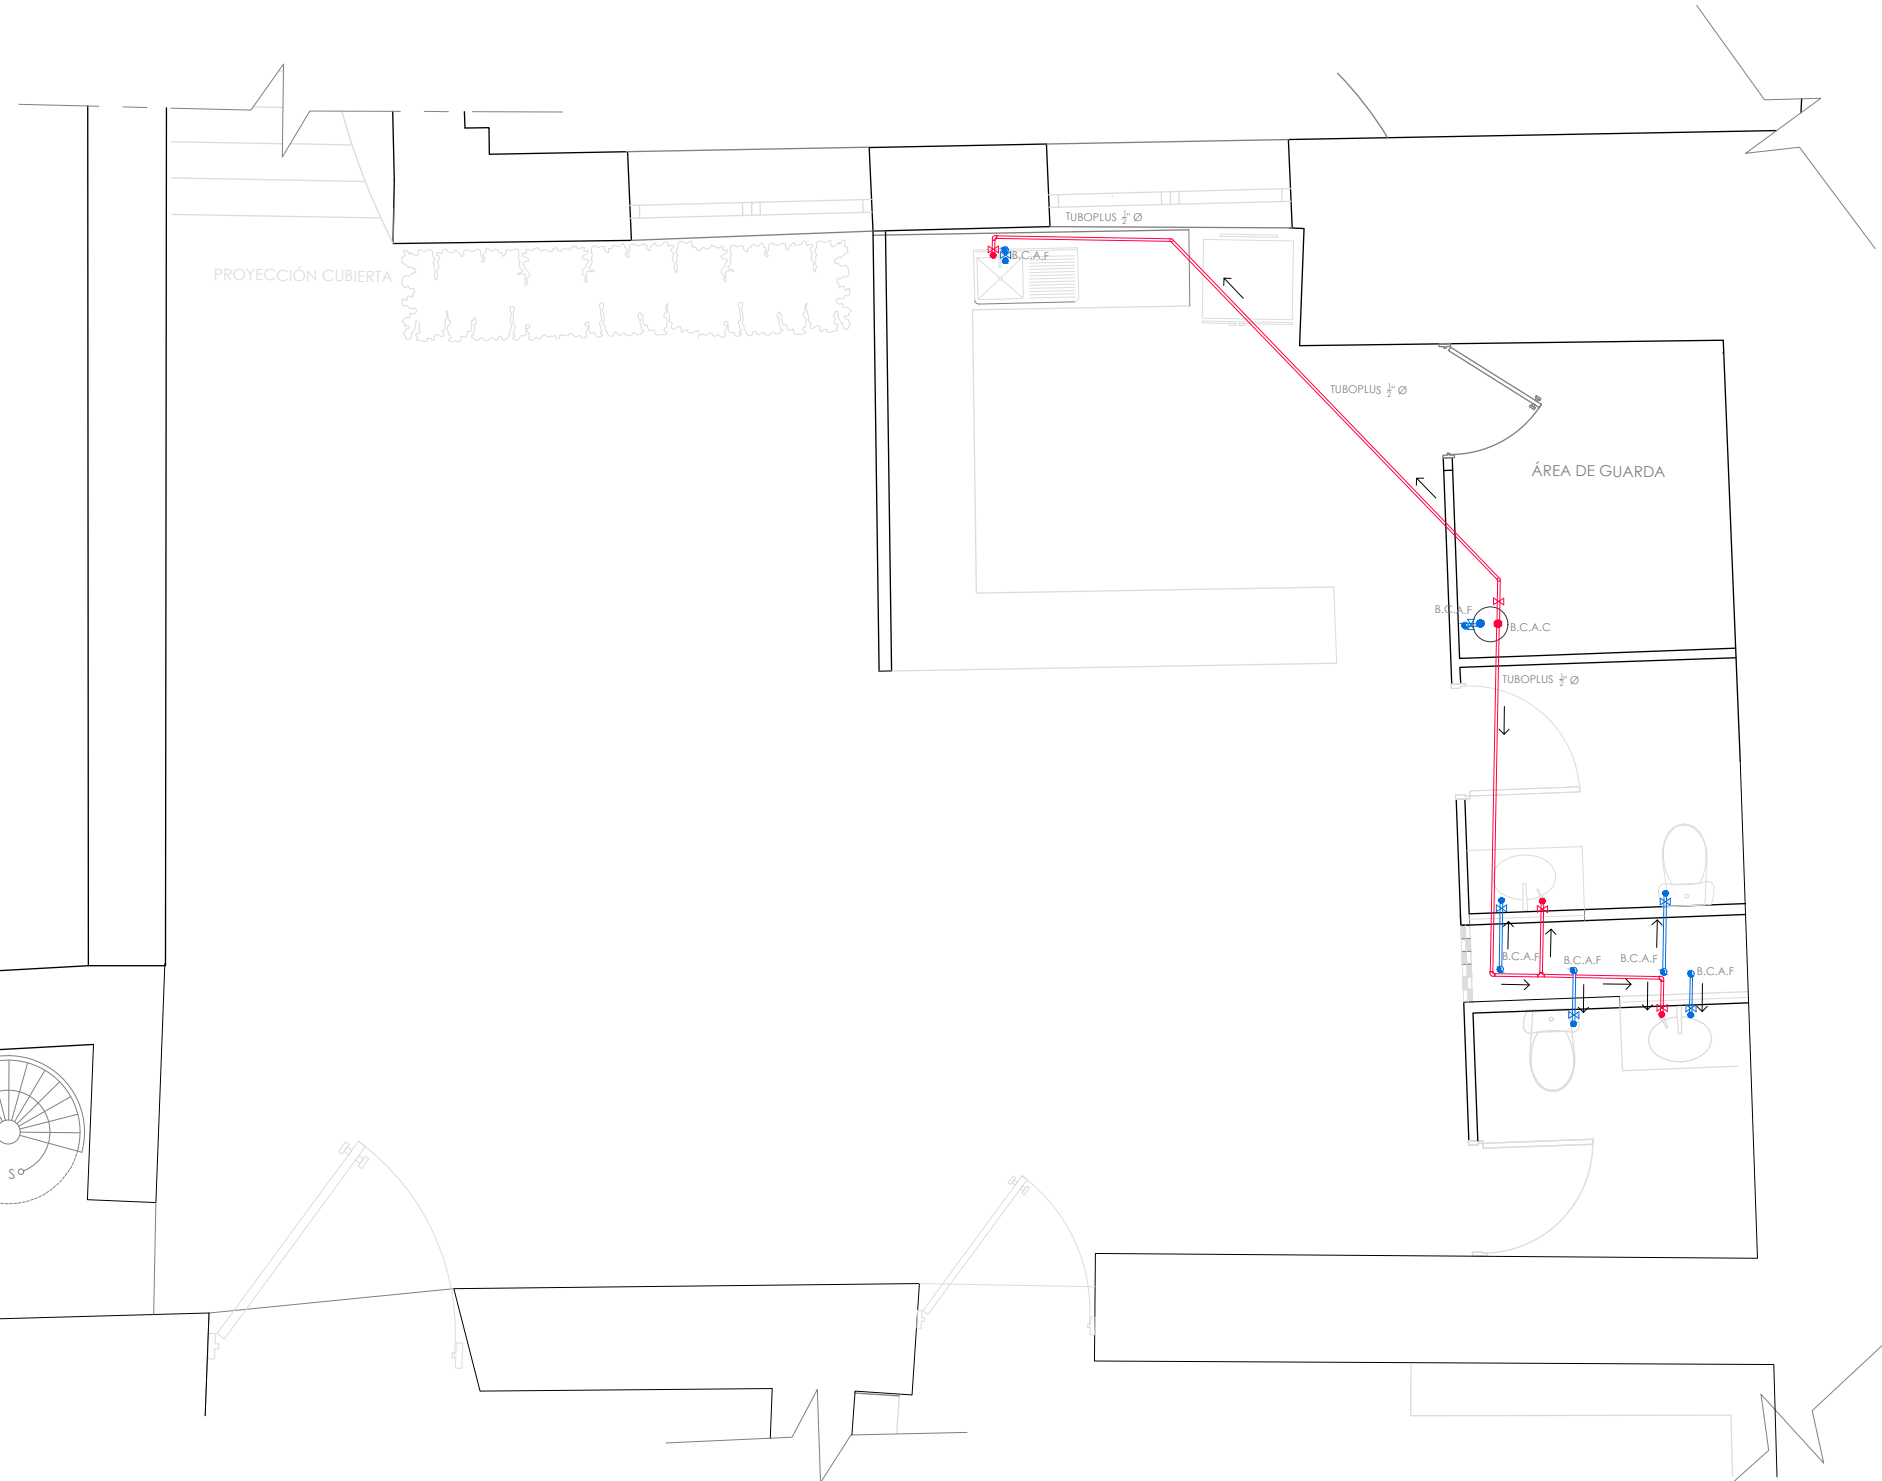 TUBOPLUS ½" Ø
B.C.A.F
PROYECCIÓN CUBIERTA
TUBOPLUS ½" Ø
ÁREA DE GUARDA
B.C.A.F
B.C.A.C
TUBOPLUS ½" Ø
B.C.A.F
B.C.A.F
B.C.A.F
B.C.A.F
S